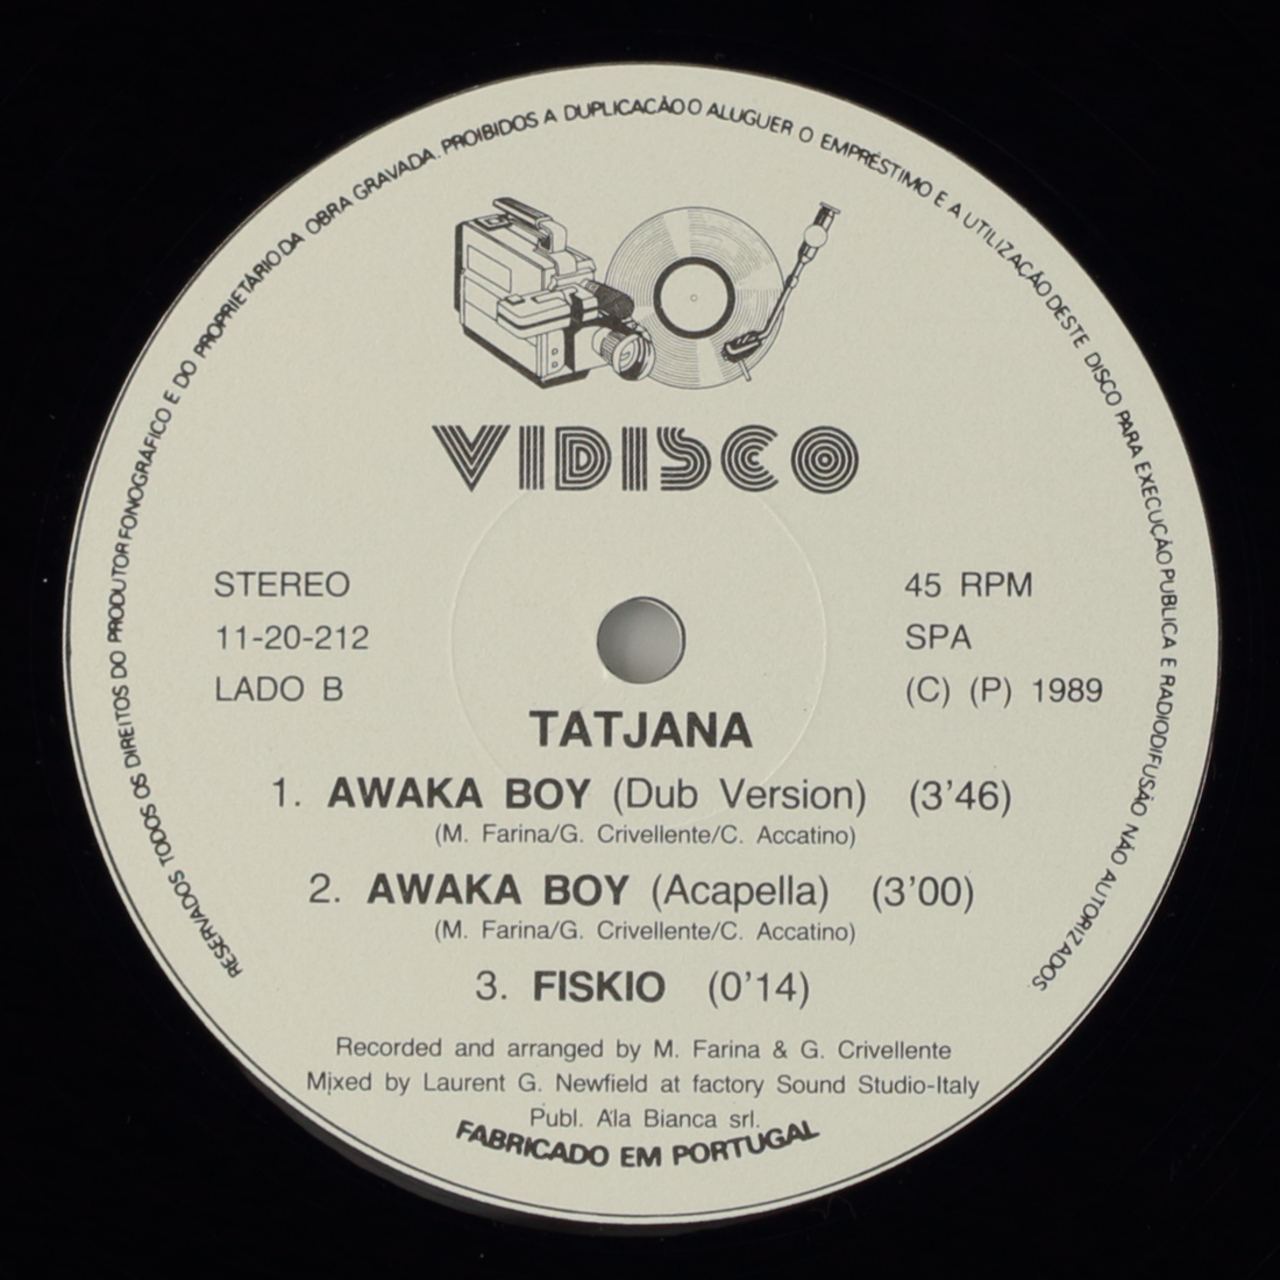 RESERVADOS TODOS OS DIREITOS DO PRODUTOR FONOGRÁFICO E DO PROPRIETÁRIO DA OBRA GRAVADA. PROIBIDOS A DUPLICAÇÃO O ALUGUER O EMPRÉSTIMO E A UTILIZAÇÃO DESTE DISCO PARA EXECUÇÃO PUBLICA E RADIODIFUSÃO NÃO AUTORIZADOS.
VIDISCO
STEREO
11-20-212
LADO B
45 RPM
SPA
(C) (P) 1989
TATJANA
1. AWAKA BOY (Dub Version) (3'46)
(M. Farina/G. Crivellente/C. Accatino)
2. AWAKA BOY (Acapella) (3'00)
(M. Farina/G. Crivellente/C. Accatino)
3. FISKIO (0'14)
Recorded and arranged by M. Farina & G. Crivellente
Mixed by Laurent G. Newfield at factory Sound Studio-Italy
Publ. A'la Bianca srl.
FABRICADO EM PORTUGAL